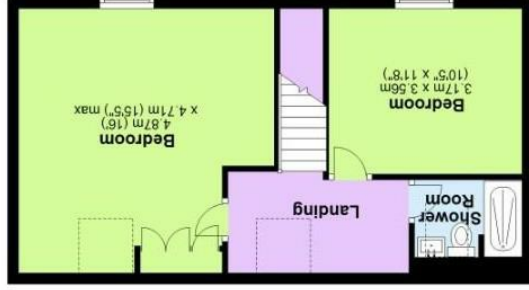 Shower
Room
Landing
Bedroom
4.87m (16')
x 4.71m (15'5") max
Bedroom
3.17m x 3.56m
(10'5" x 11'8")